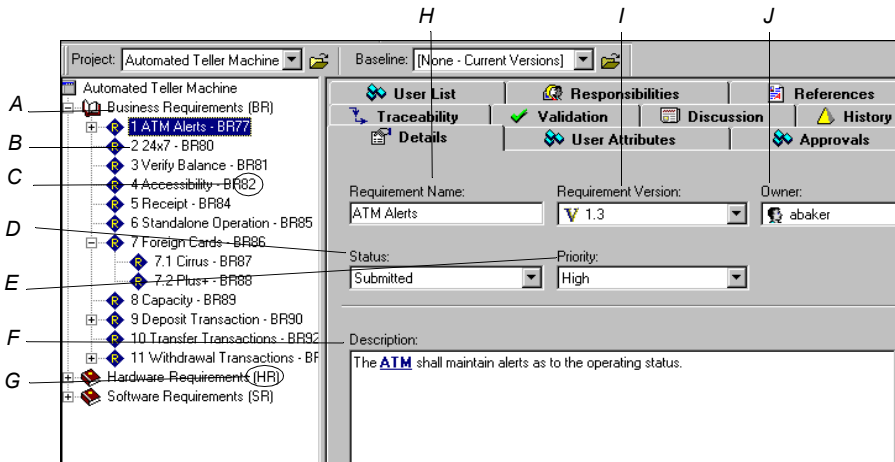 H I J
Project: Automated Teller Machine Baseline: [None - Current Versions]
Automated Teller Machine
A
Business Requirements (BR)
1 ATM Alerts - BR77
B
2 24x7 - BR80
3 Verify Balance - BR81
C
4 Accessibility - BR82
5 Receipt - BR84
6 Standalone Operation - BR85
D
7 Foreign Cards - BR86
7.1 Cirrus - BR87
E
7.2 Plus+ - BR88
8 Capacity - BR89
9 Deposit Transaction - BR90
F
10 Transfer Transactions - BR92
11 Withdrawal Transactions - BF
G
Hardware Requirements (HR)
Software Requirements (SR)
User List Responsibilities References
Traceability Validation Discussion History
Details User Attributes Approvals
Requirement Name: Requirement Version: Owner:
ATM Alerts V 1.3 abaker
Status: Priority:
Submitted High
Description:
The ATM shall maintain alerts as to the operating status.